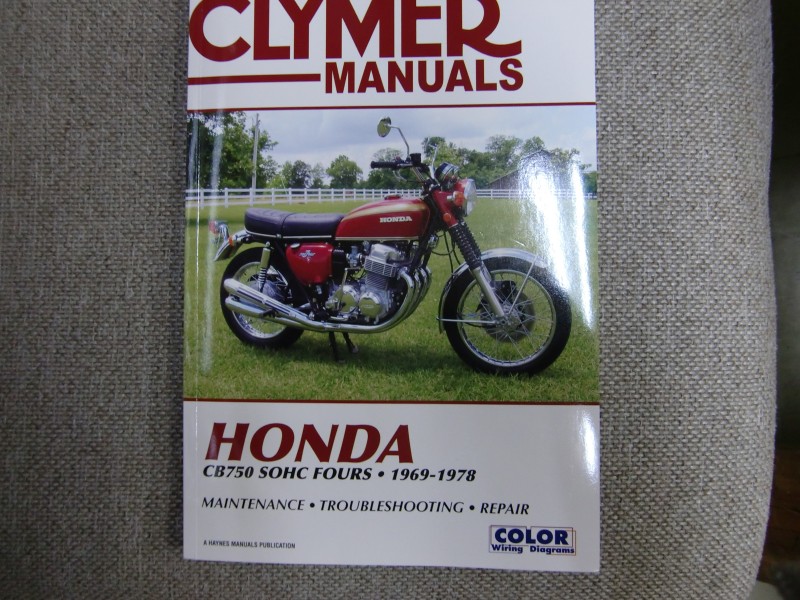 CLYMER
MANUALS
HONDA
HONDA
CB750 SOHC FOURS • 1969-1978
MAINTENANCE • TROUBLESHOOTING • REPAIR
A HAYNES MANUALS PUBLICATION
COLOR
Wiring Diagrams